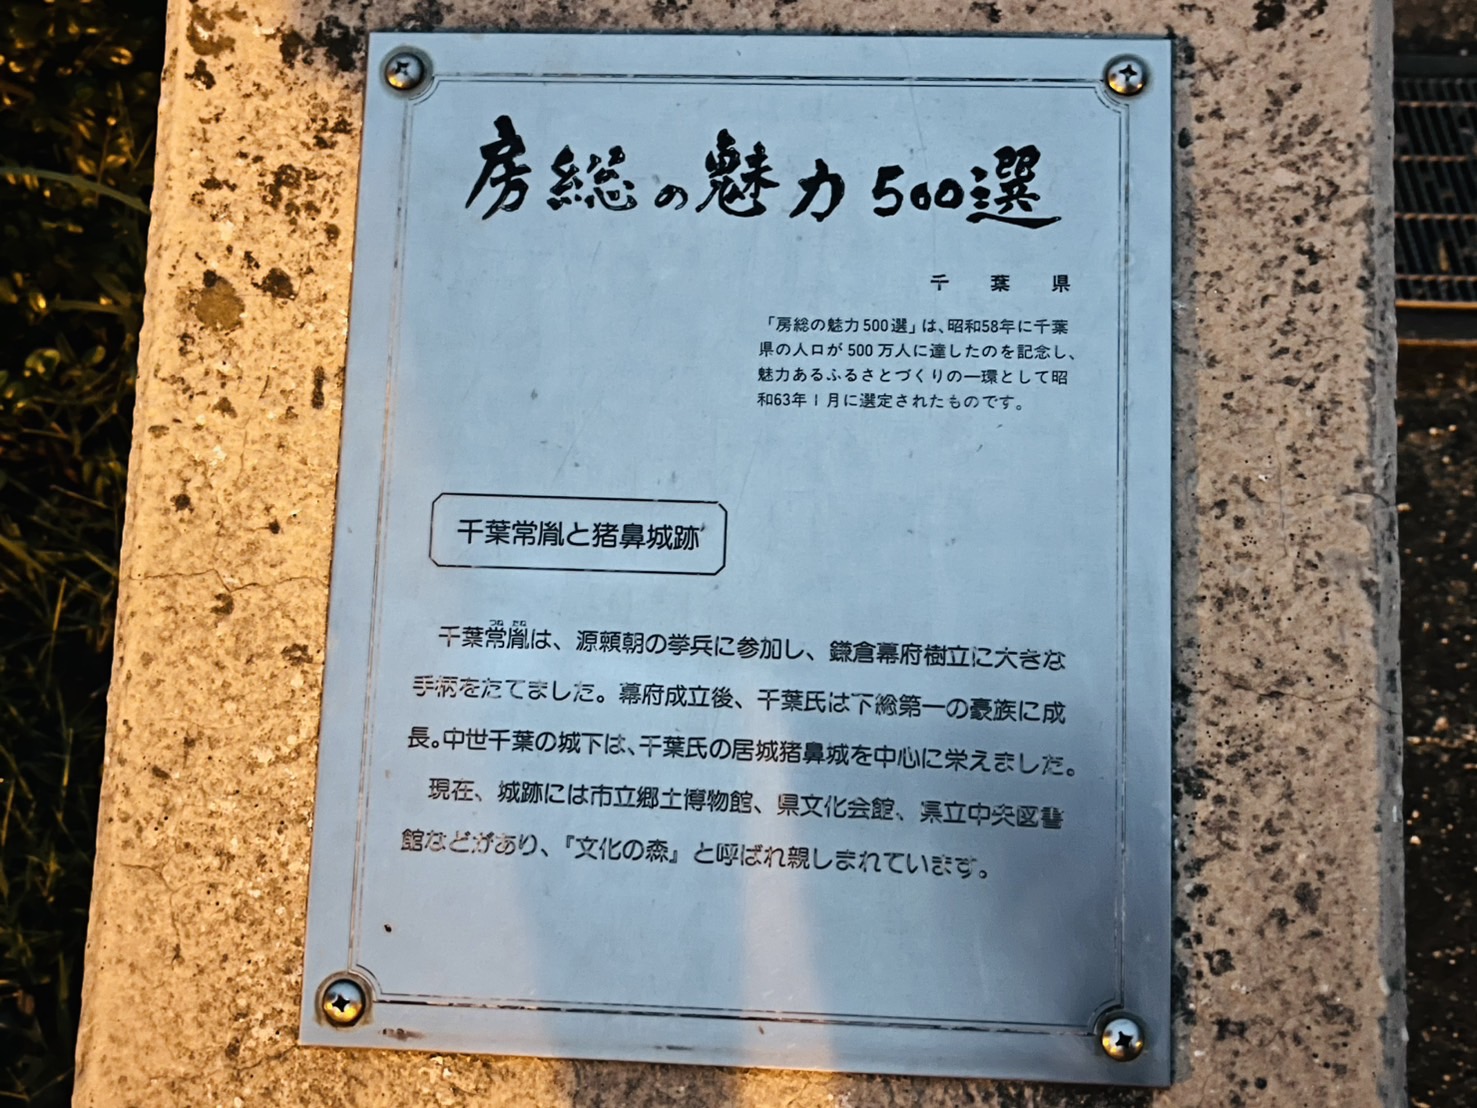 房総の魅力500選
千葉県
「房総の魅力500選」は、昭和58年に千葉
県の人口が500万人に達したのを記念し、
魅力あるふるさとづくりの一環として昭
和63年1月に選定されたものです。
千葉常胤と猪鼻城跡
つね たね
千葉常胤は、源頼朝の挙兵に参加し、鎌倉幕府樹立に大きな
手柄をたてました。幕府成立後、千葉氏は下総第一の豪族に成
長。中世千葉の城下は、千葉氏の居城猪鼻城を中心に栄えました。
現在、城跡には市立郷土博物館、県文化会館、県立中央図書
館などがあり、『文化の森』と呼ばれ親しまれています。